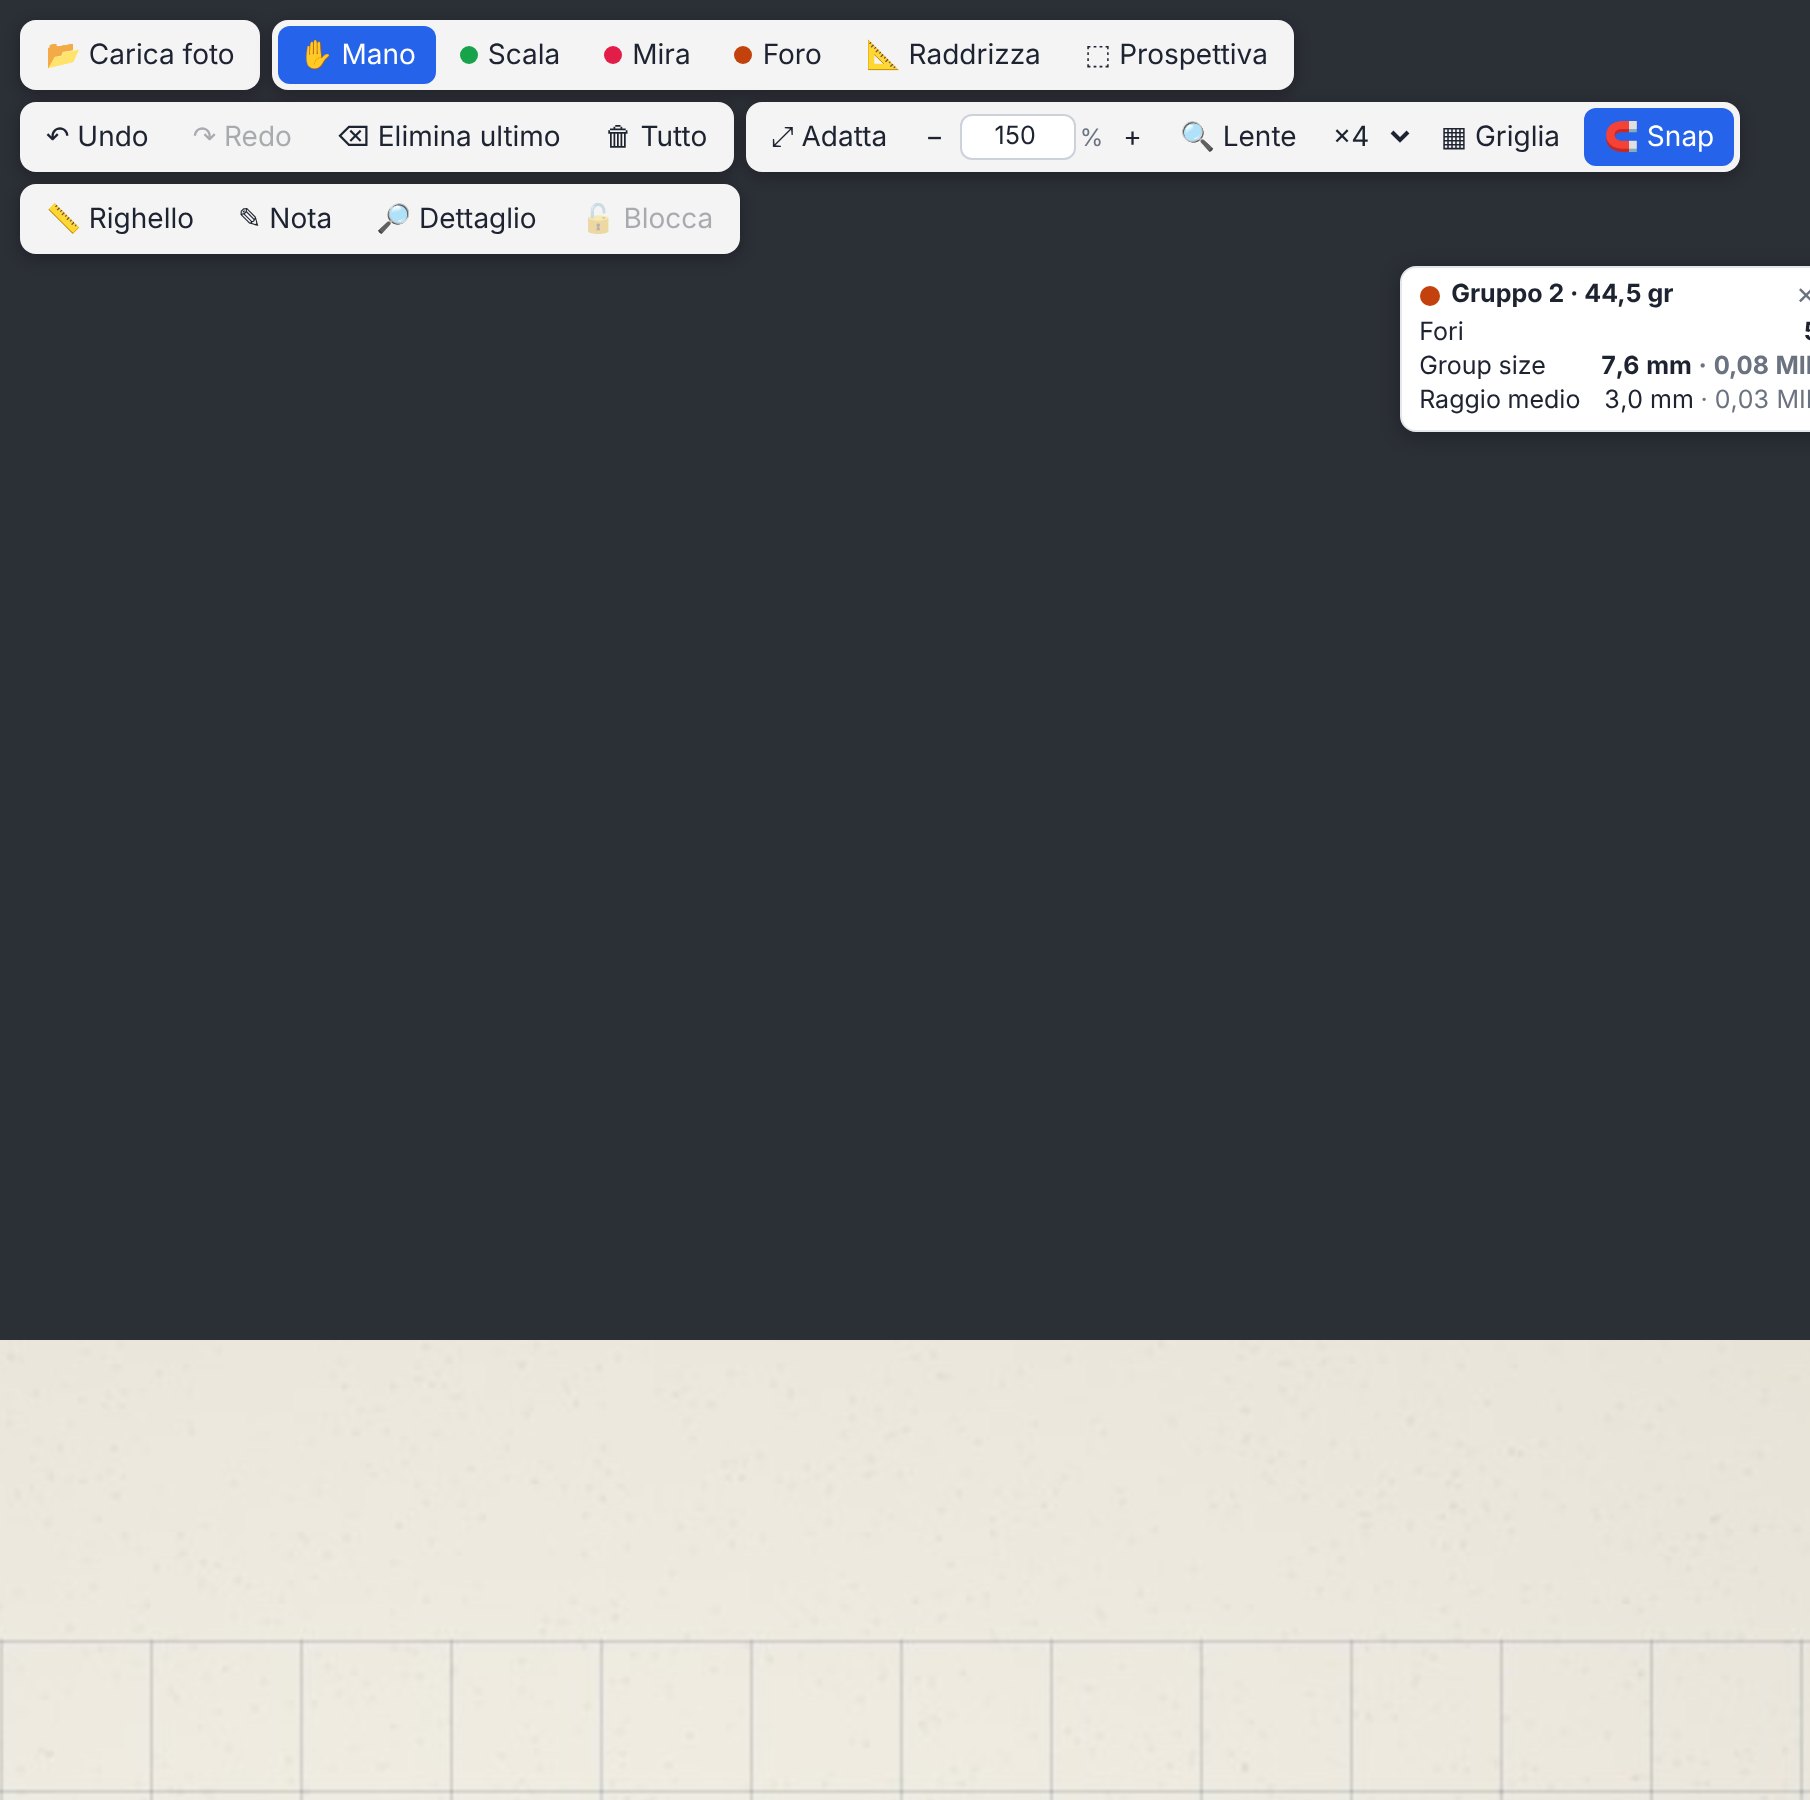 📂 Carica foto ✋ Mano Scala Mira Foro 📐 Raddrizza ⬚ Prospettiva
↶ Undo ↷ Redo ⌫ Elimina ultimo 🗑 Tutto ⤢ Adatta − 150 % + 🔍 Lente ×4 ▦ Griglia 🧲 Snap
📏 Righello ✎ Nota 🔎 Dettaglio 🔓 Blocca
Gruppo 2 · 44,5 gr ×
Fori
Group size 7,6 mm · 0,08
Raggio medio 3,0 mm · 0,03